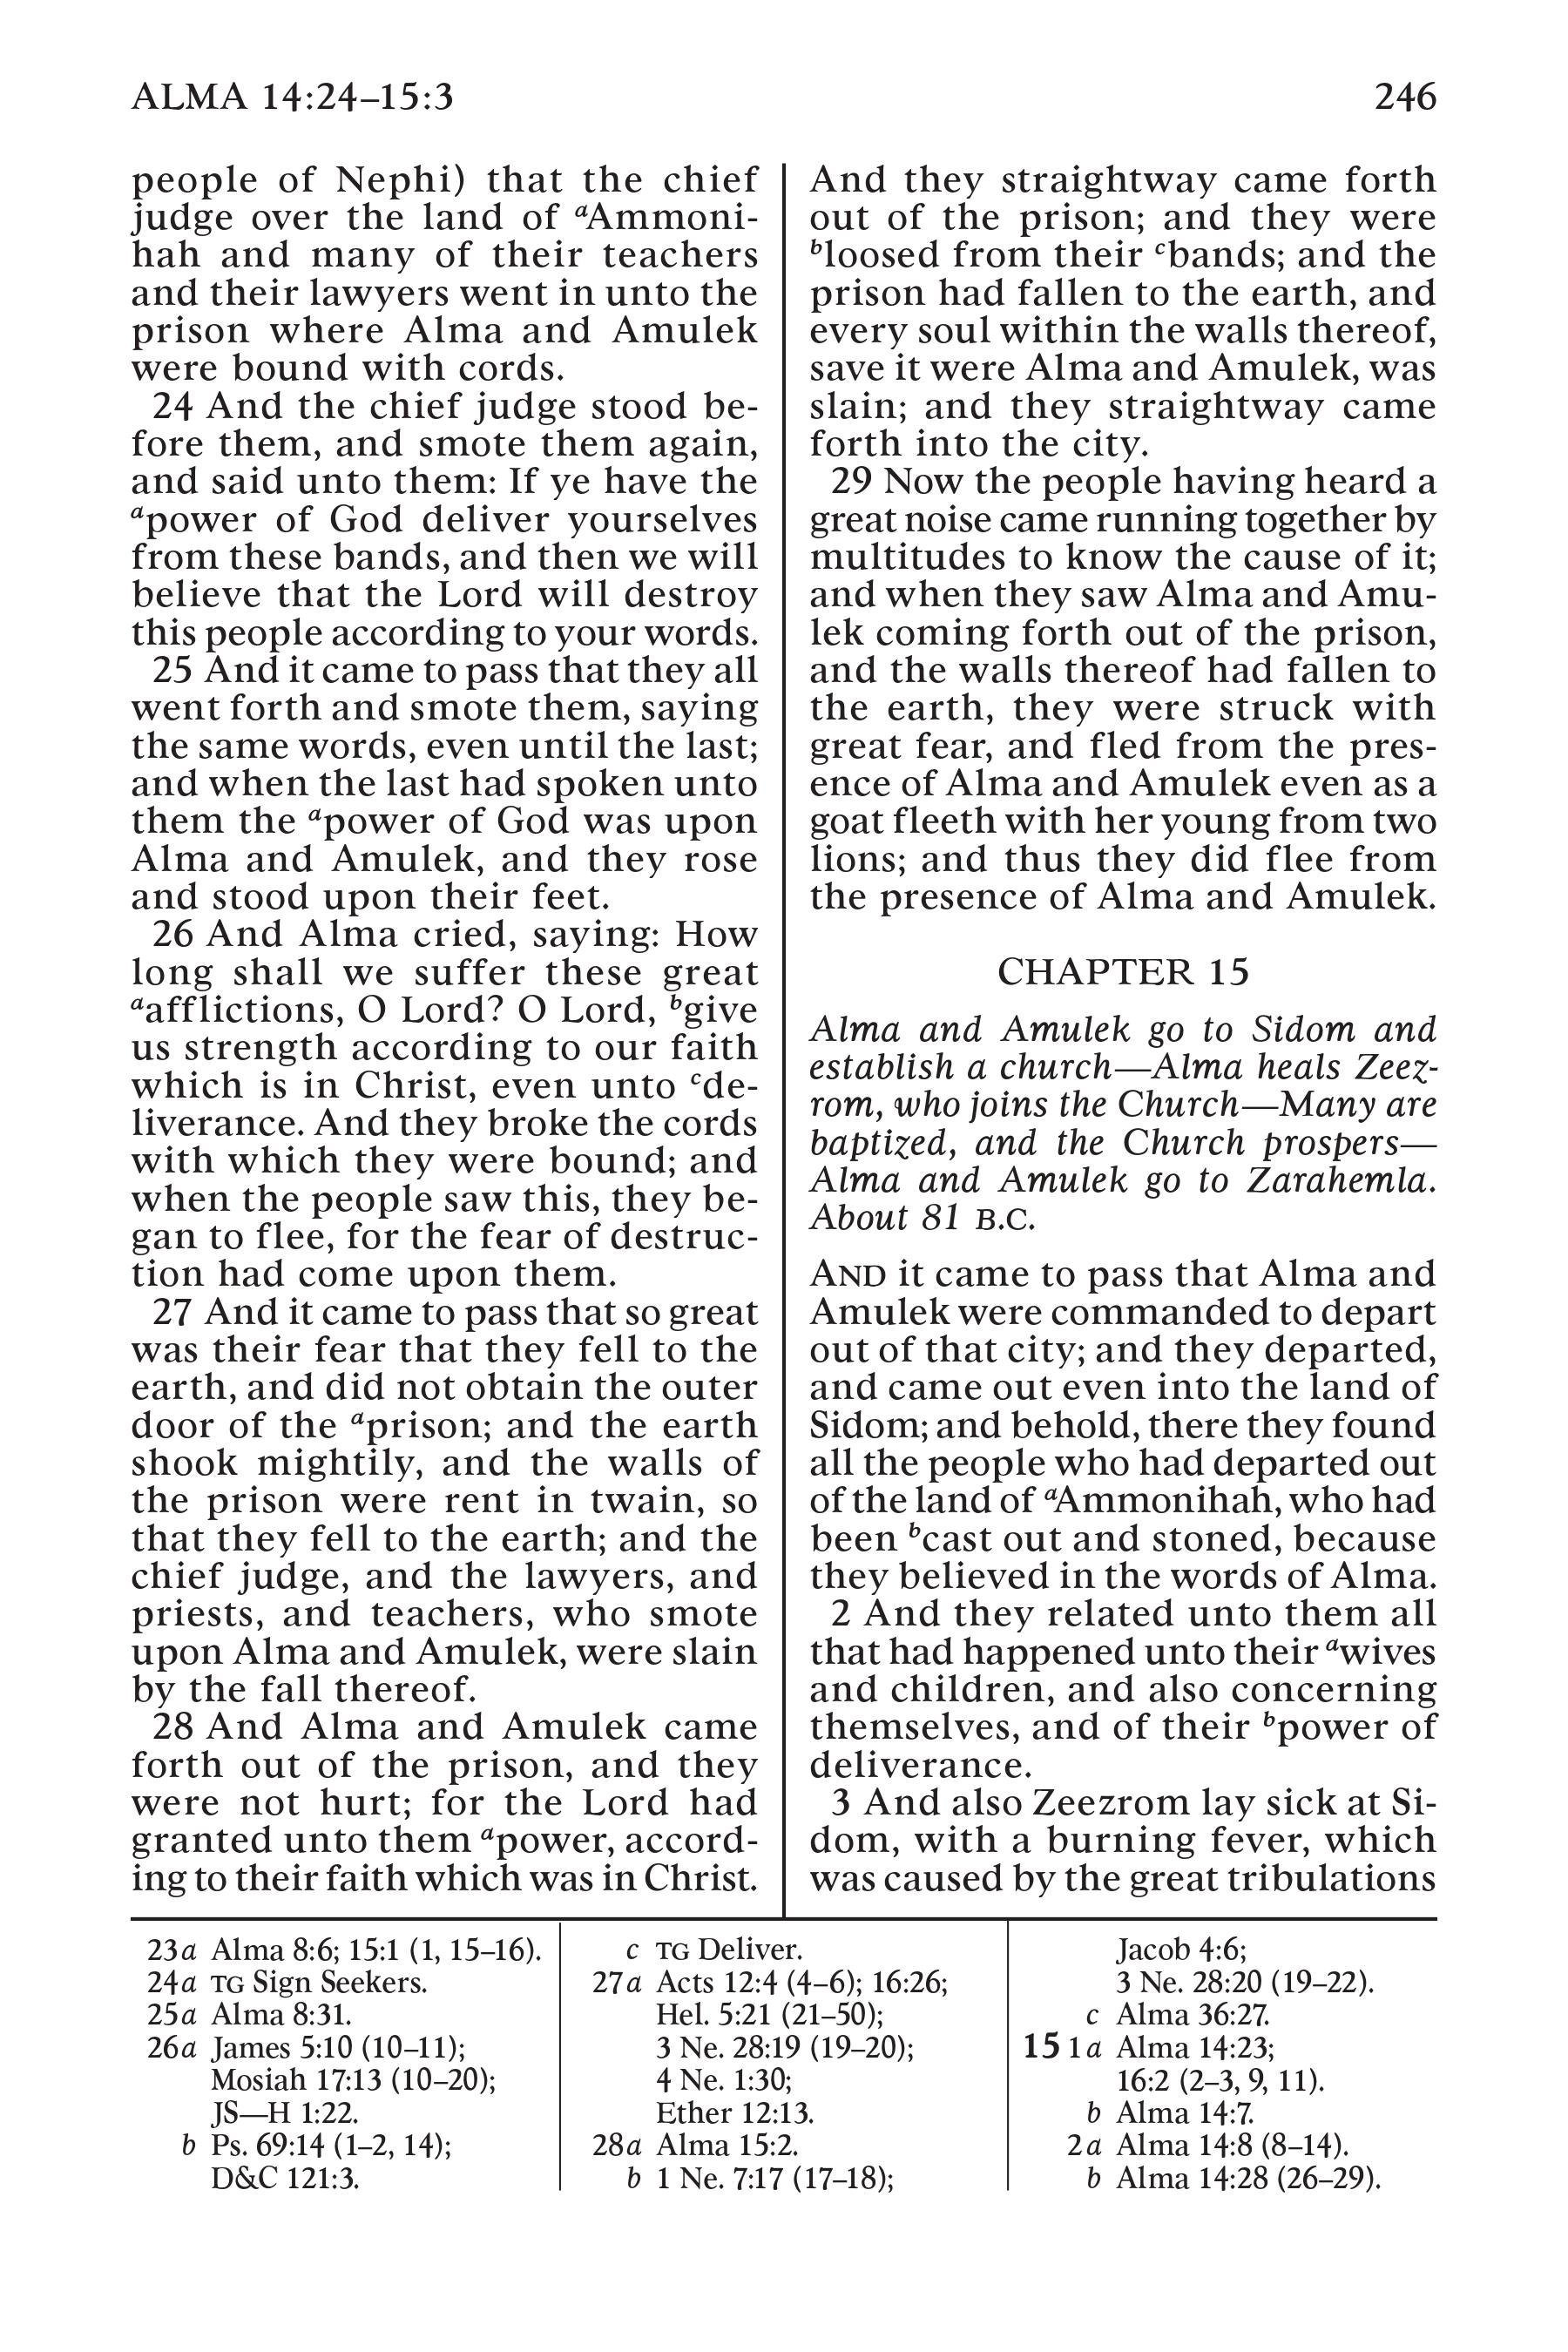 ALMA 14:24–15:3
246
people of Nephi) that the chief
judge over the land of aAmmoni-
hah and many of their teachers
and their lawyers went in unto the
prison where Alma and Amulek
were bound with cords.
24 And the chief judge stood be-
fore them, and smote them again,
and said unto them: If ye have the
apower of God deliver yourselves
from these bands, and then we will
believe that the Lord will destroy
this people according to your words.
25 And it came to pass that they all
went forth and smote them, saying
the same words, even until the last;
and when the last had spoken unto
them the apower of God was upon
Alma and Amulek, and they rose
and stood upon their feet.
26 And Alma cried, saying: How
long shall we suffer these great
aafflictions, O Lord? O Lord, bgive
us strength according to our faith
which is in Christ, even unto cde-
liverance. And they broke the cords
with which they were bound; and
when the people saw this, they be-
gan to flee, for the fear of destruc-
tion had come upon them.
27 And it came to pass that so great
was their fear that they fell to the
earth, and did not obtain the outer
door of the aprison; and the earth
shook mightily, and the walls of
the prison were rent in twain, so
that they fell to the earth; and the
chief judge, and the lawyers, and
priests, and teachers, who smote
upon Alma and Amulek, were slain
by the fall thereof.
28 And Alma and Amulek came
forth out of the prison, and they
were not hurt; for the Lord had
granted unto them apower, accord-
ing to their faith which was in Christ.
And they straightway came forth
out of the prison; and they were
bloosed from their cbands; and the
prison had fallen to the earth, and
every soul within the walls thereof,
save it were Alma and Amulek, was
slain; and they straightway came
forth into the city.
29 Now the people having heard a
great noise came running together by
multitudes to know the cause of it;
and when they saw Alma and Amu-
lek coming forth out of the prison,
and the walls thereof had fallen to
the earth, they were struck with
great fear, and fled from the pres-
ence of Alma and Amulek even as a
goat fleeth with her young from two
lions; and thus they did flee from
the presence of Alma and Amulek.
CHAPTER 15
Alma and Amulek go to Sidom and
establish a church—Alma heals Zeez-
rom, who joins the Church—Many are
baptized, and the Church prospers—
Alma and Amulek go to Zarahemla.
About 81 B.C.
AND it came to pass that Alma and
Amulek were commanded to depart
out of that city; and they departed,
and came out even into the land of
Sidom; and behold, there they found
all the people who had departed out
of the land of aAmmonihah, who had
been bcast out and stoned, because
they believed in the words of Alma.
2 And they related unto them all
that had happened unto their awives
and children, and also concerning
themselves, and of their bpower of
deliverance.
3 And also Zeezrom lay sick at Si-
dom, with a burning fever, which
was caused by the great tribulations
23a Alma 8:6; 15:1 (1, 15–16).
24a TG Sign Seekers.
25a Alma 8:31.
26a James 5:10 (10–11);
Mosiah 17:13 (10–20);
JS—H 1:22.
b Ps. 69:14 (1–2, 14);
D&C 121:3.
c TG Deliver.
27a Acts 12:4 (4–6); 16:26;
Hel. 5:21 (21–50);
3 Ne. 28:19 (19–20);
4 Ne. 1:30;
Ether 12:13.
28a Alma 15:2.
b 1 Ne. 7:17 (17–18);
Jacob 4:6;
3 Ne. 28:20 (19–22).
c Alma 36:27.
15 1a Alma 14:23;
16:2 (2–3, 9, 11).
b Alma 14:7.
2a Alma 14:8 (8–14).
b Alma 14:28 (26–29).